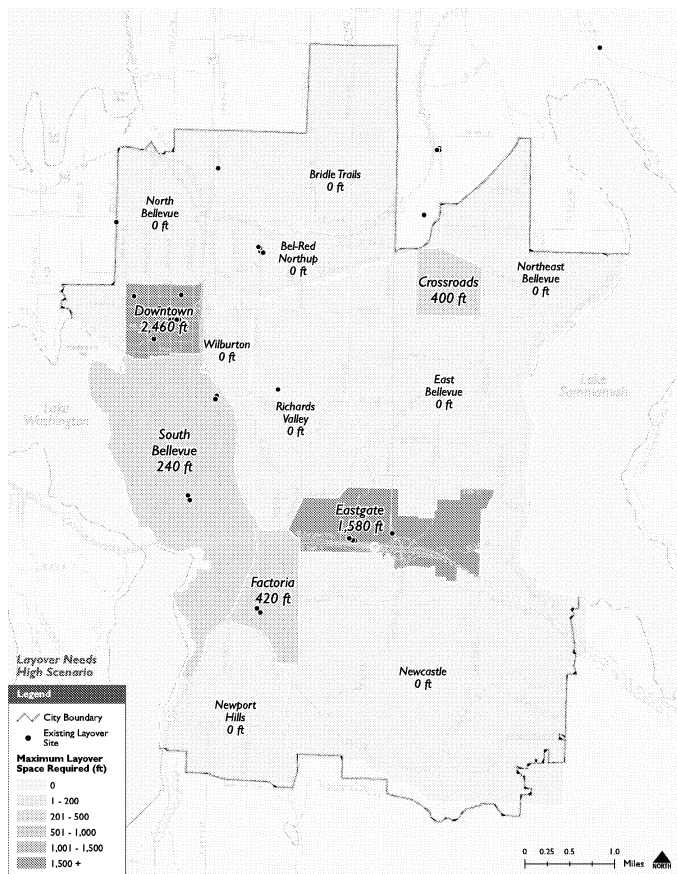 Bridle Trails
0 ft
North
Bellevue
0 ft
Bel-Red
Northup
0 ft
Crossroads
400 ft
Northeast
Bellevue
0 ft
Downtown
2,460 ft
Wilburton
0 ft
East
Bellevue
0 ft
Lake
Sammamish
Lake
Washington
Richards
Valley
0 ft
South
Bellevue
240 ft
Eastgate
1,580 ft
Factoria
420 ft
Newcastle
0 ft
Newport
Hills
0 ft
Layover Needs
High Scenario
Legend
City Boundary
Existing Layover
Site
Maximum Layover
Space Required (ft)
0
1 - 200
201 - 500
501 - 1,000
1,001 - 1,500
1,500 +
0 0.25 0.5 1.0
Miles
NORTH